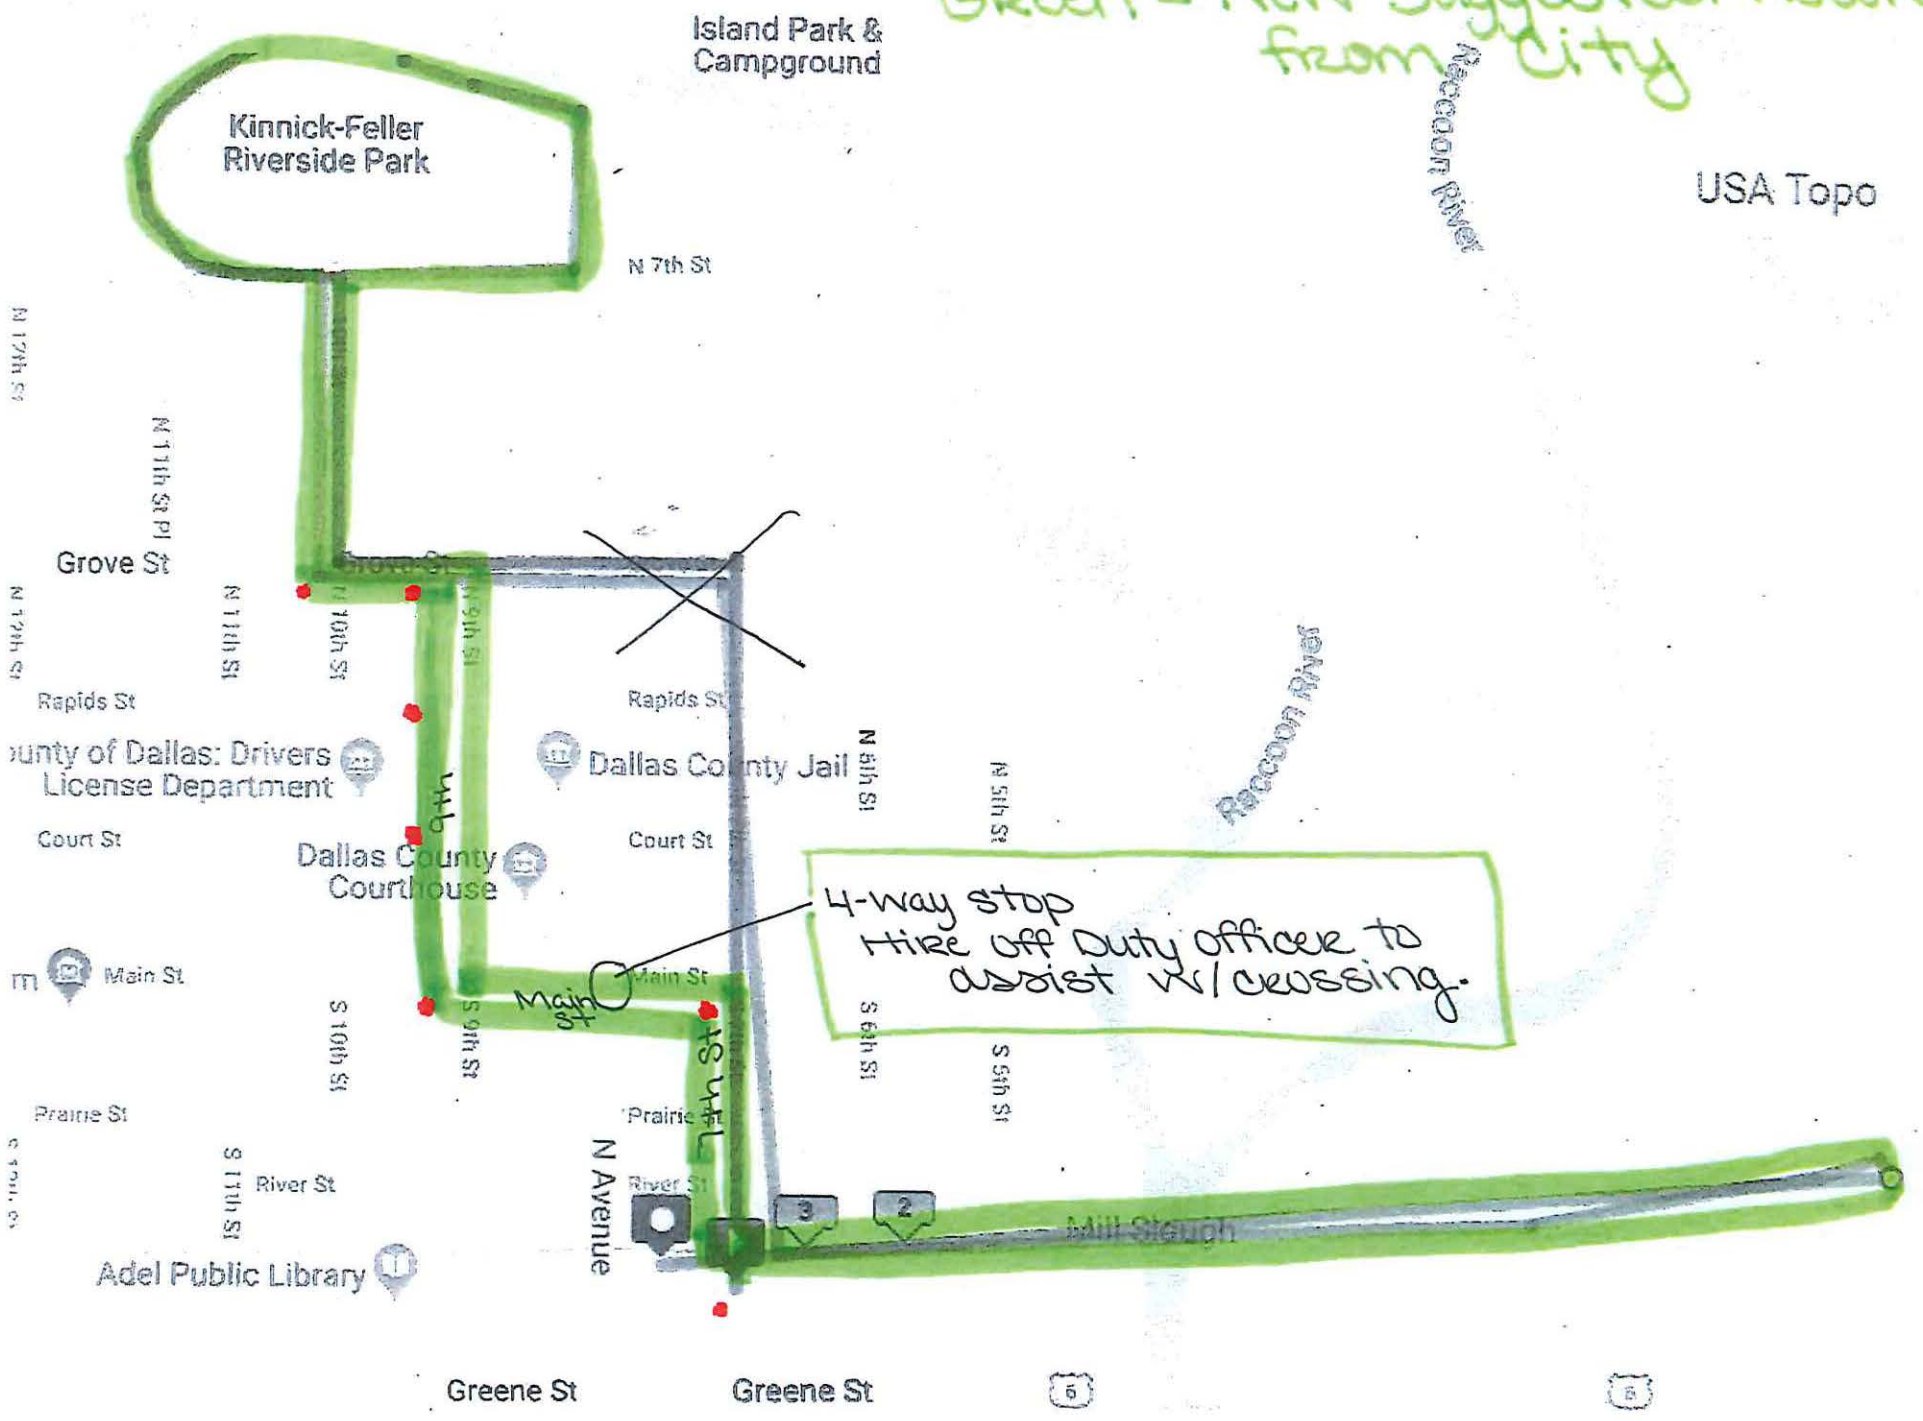 Island Park &
Campground
from City
Raccoon River
Kinnick-Feller
Riverside Park
USA Topo
N 7th St
N 11th St Pl
Grove St
Grove St
N 12th St
N 11th St
N 10th St
N 9th St
Rapids St
Rapids St
County of Dallas: Drivers
License Department
Dallas County Jail
N 6th St
N 5th St
Raccoon River
9th
Court St
Court St
Dallas County
Courthouse
4-way stop
Hire off Duty officer to
assist w/ crossing.
m
Main St
Main St
Main
St
S 10th St
S 9th St
7th St
S 6th St
S 5th St
Prairie St
Prairie St
N Avenue
S 11th St
River St
River St
3
2
Mill Slough
Adel Public Library
Greene St
Greene St
6
6